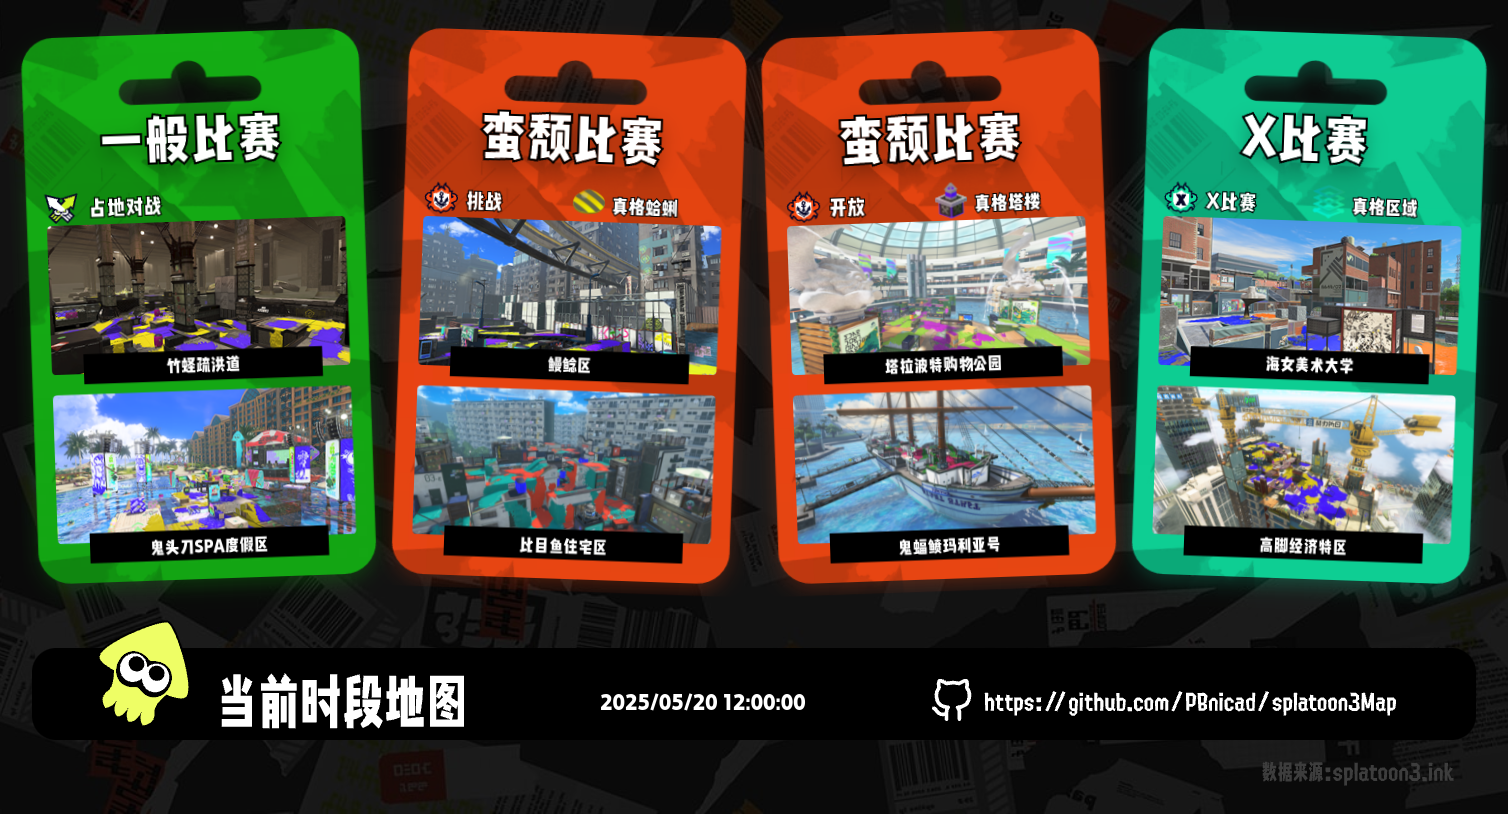 一般比赛
占地对战
竹蛏疏洪道
鬼头刀SPA度假区
蛮颓比赛
挑战
真格蛤蜊
鳗鲶区
比目鱼住宅区
蛮颓比赛
开放
真格塔楼
塔拉波特购物公园
鬼蝠鲼玛利亚号
X比赛
X比赛
真格区域
海女美术大学
高脚经济特区
当前时段地图
2025/05/20 12:00:00
https://github.com/PBnicad/splatoon3Map
数据来源:splatoon3.ink